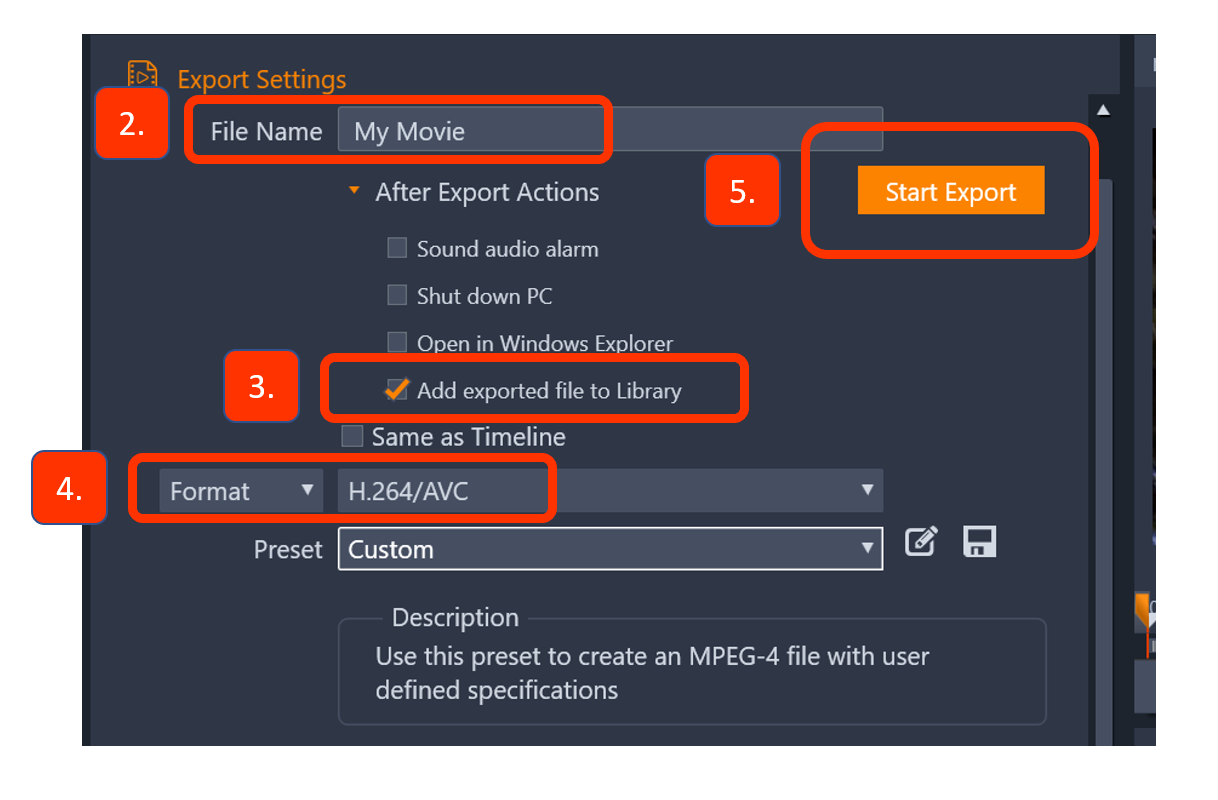 Export Settings
2. File Name My Movie
After Export Actions
5. Start Export
Sound audio alarm
Shut down PC
Open in Windows Explorer
3. Add exported file to Library
Same as Timeline
4. Format H.264/AVC
Preset Custom
Description
Use this preset to create an MPEG-4 file with user
defined specifications